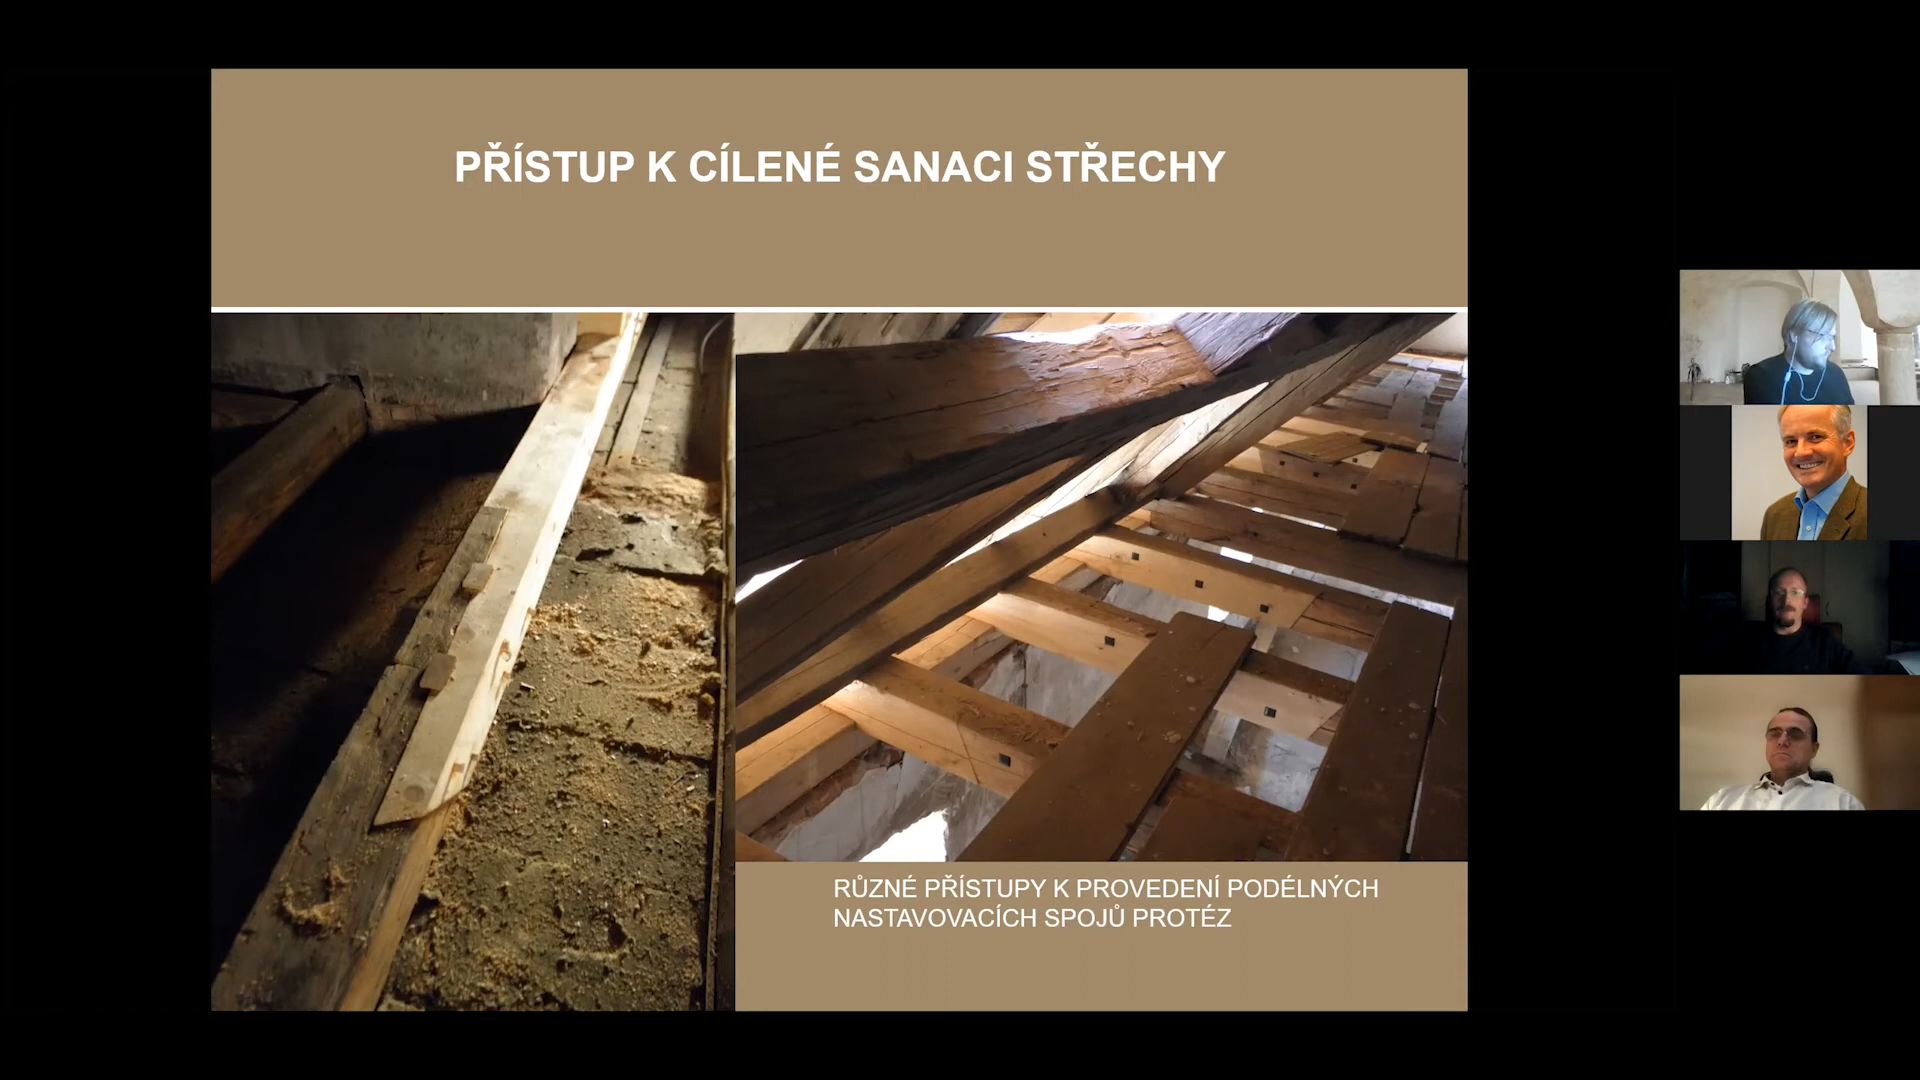 PŘÍSTUP K CÍLENÉ SANACI STŘECHY
RŮZNÉ PŘÍSTUPY K PROVEDENÍ PODÉLNÝCH
NASTAVOVACÍCH SPOJŮ PROTÉZ